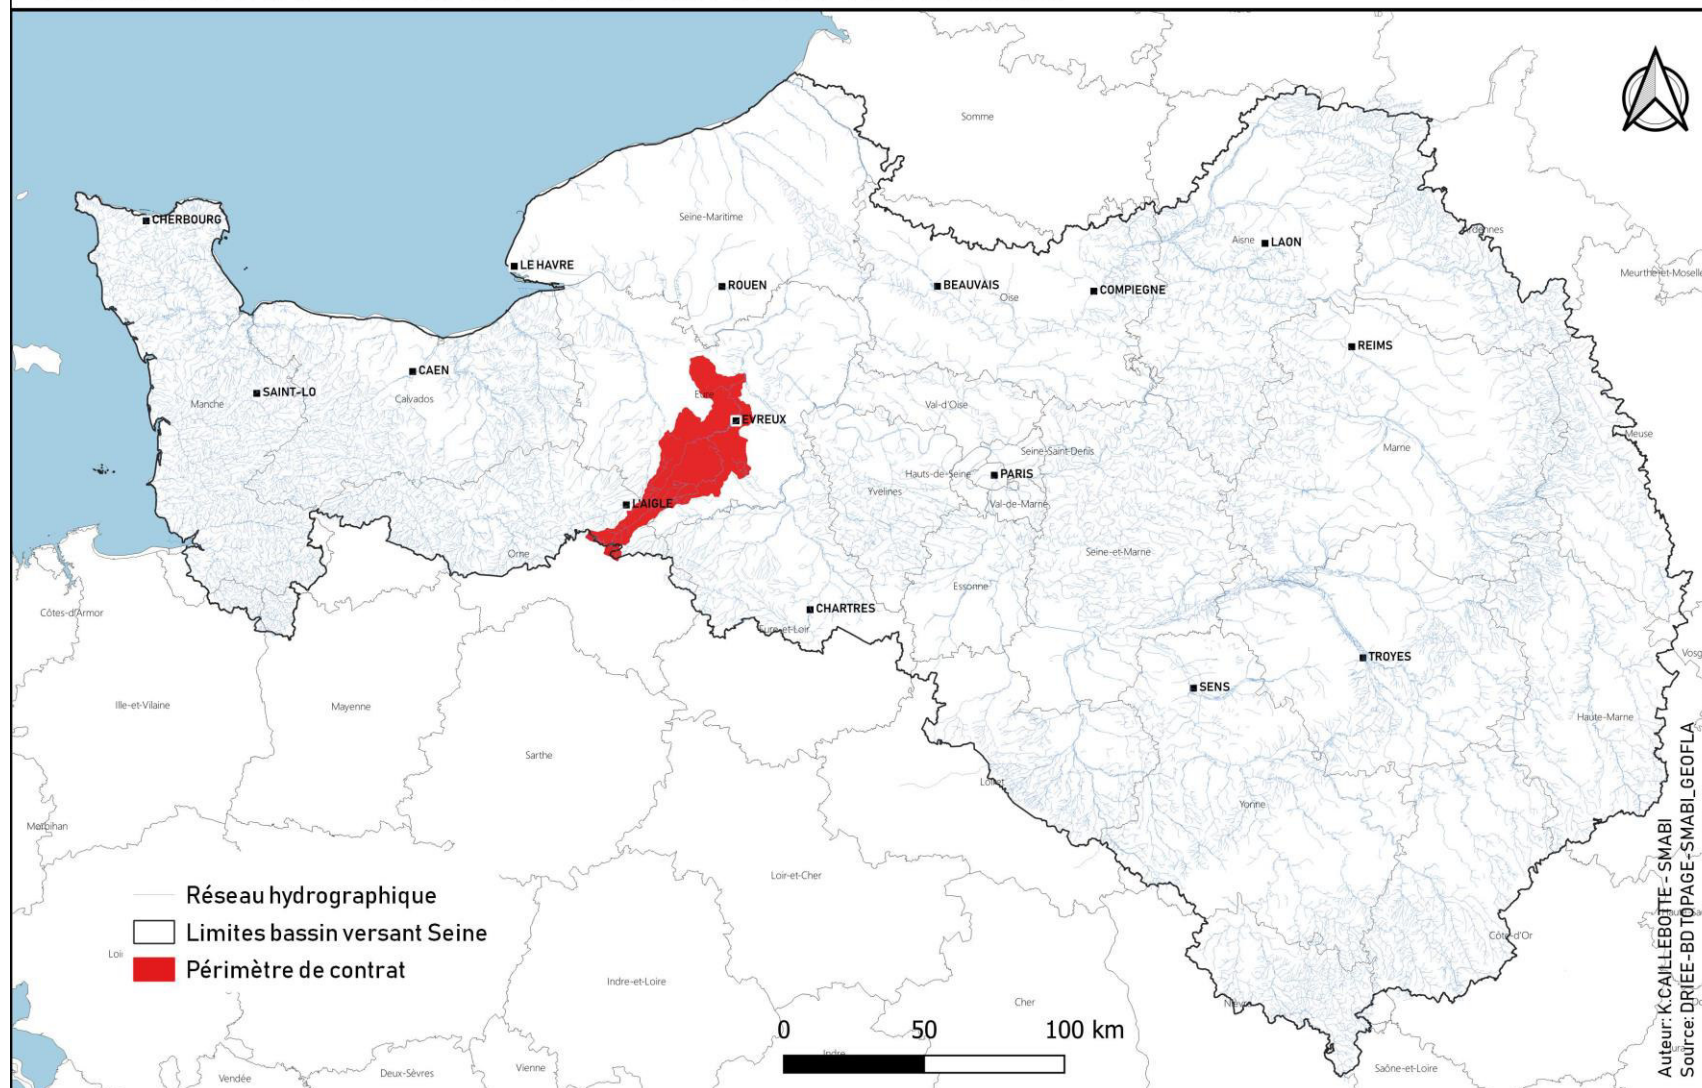 Somme
CHERBOURG
Seine-Maritime
Aisne
LAON
Ardennes
LE HAVRE
Meurthe-et-Moselle
ROUEN
BEAUVAIS
COMPIEGNE
Oise
REIMS
CAEN
SAINT-LO
Manche
Calvados
Eure
Val-d'Oise
EVREUX
Meuse
Marne
Seine-Saint-Denis
Hauts-de-Seine
PARIS
Yvelines
Val-de-Marne
L'AIGLE
Orne
Seine-et-Marne
Essonne
Côtes-d'Armor
CHARTRES
Eure-et-Loir
TROYES
Vosg
SENS
Ille-et-Vilaine
Mayenne
Haute-Marne
Sarthe
Loiret
Yonne
Morbihan
Loir-et-Cher
Réseau hydrographique
Limites bassin versant Seine
Côte-d'Or
Loi
Périmètre de contrat
Indre-et-Loire
Cher
Nièvre
0 50 100 km
Indre
Vendée
Deux-Sèvres
Vienne
Saône-et-Loire
Auteur: K.CAILLEBOTTE - SMABI
Source: DRIEE-BD TOPAGE-SMABI_GEOFLA